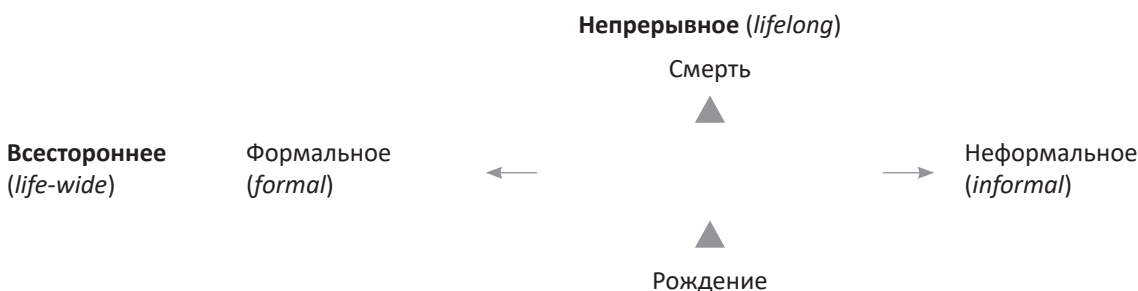 Непрерывное (lifelong)
Смерть
Всестороннее
(life-wide)
Формальное
(formal)
Неформальное
(informal)
Рождение